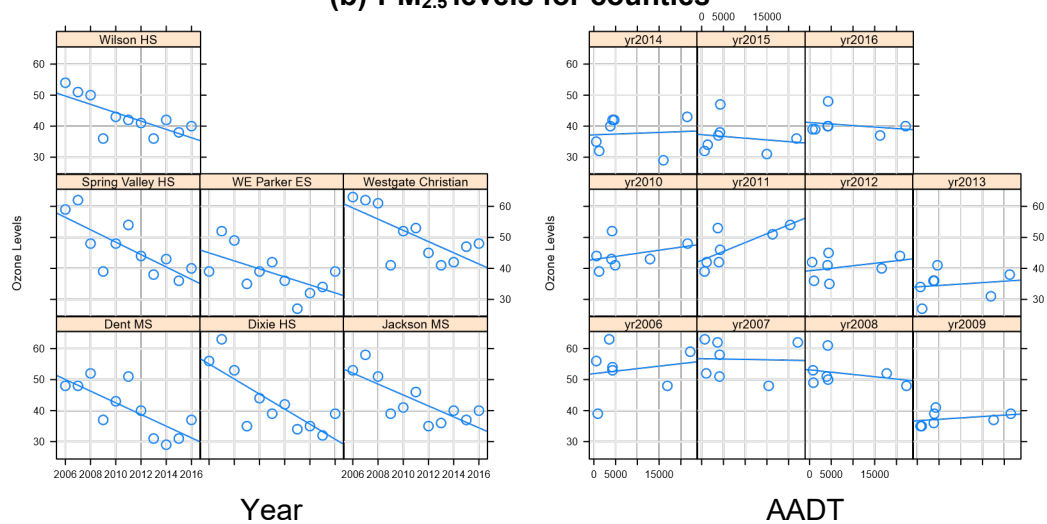 (b) PM2.5 levels for counties
0 5000 15000
Wilson HS
yr2014 yr2015 yr2016
60
50
40
30
60
50
40
30
Spring Valley HS WE Parker ES Westgate Christian
yr2010 yr2011 yr2012 yr2013
60
50
40
30
60
50
40
30
Dent MS Dixie HS Jackson MS
yr2006 yr2007 yr2008 yr2009
60
50
40
30
60
50
40
30
Ozone Levels
Ozone Levels
2006 2008 2010 2012 2014 2016
2006 2008 2010 2012 2014 2016
0 5000 15000
0 5000 15000
Year
AADT